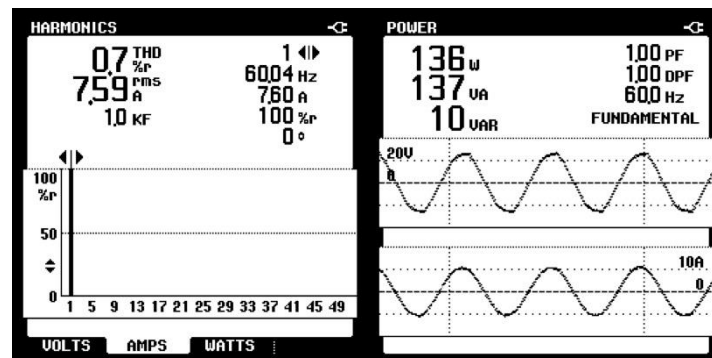 HARMONICS
0.7 THD %r
7.59 rms A
1.0 KF
1
60.04 Hz
7.60 A
100 %r
0 °
100
%r
50
0
1 5 9 13 17 21 25 29 33 37 41 45 49
VOLTS AMPS WATTS
POWER
136 W
137 VA
10 VAR
1.00 PF
1.00 DPF
60.0 Hz
FUNDAMENTAL
20V
0
10A
0